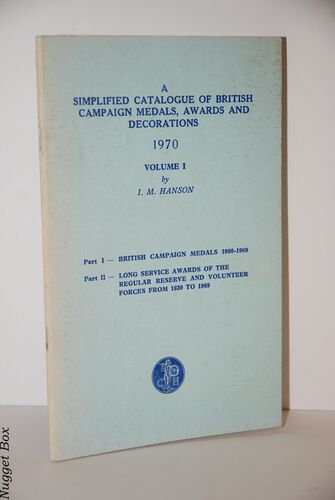 A
SIMPLIFIED CATALOGUE OF BRITISH
CAMPAIGN MEDALS, AWARDS AND
DECORATIONS
1970
VOLUME I
by
I. M. HANSON
Part I — BRITISH CAMPAIGN MEDALS 1900-1969
Part II — LONG SERVICE AWARDS OF THE
REGULAR RESERVE AND VOLUNTEER
FORCES FROM 1830 TO 1969
Nugget Box